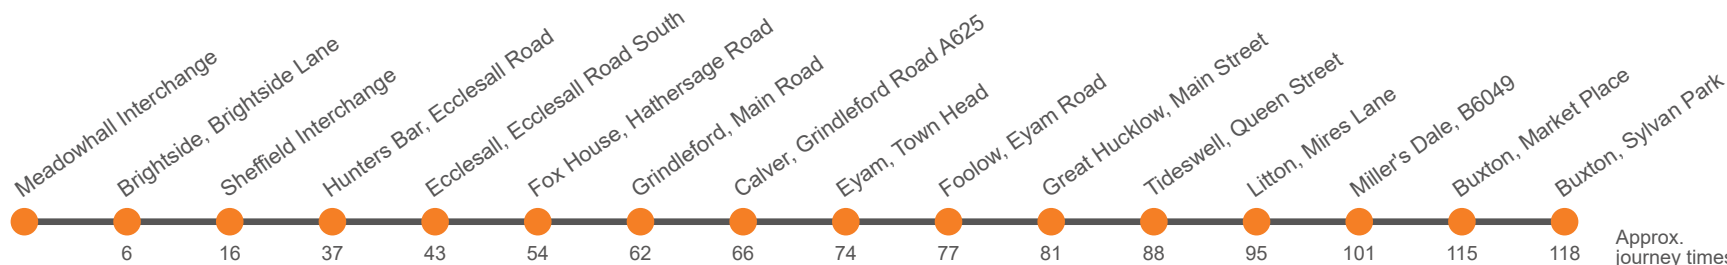 Meadowhall Interchange
Brightside, Brightside Lane
Sheffield Interchange
Hunters Bar, Ecclesall Road
Ecclesall, Ecclesall Road South
Fox House, Hathersage Road
Grindleford, Main Road
Calver, Grindleford Road A625
Eyam, Town Head
Foolow, Eyam Road
Great Hucklow, Main Street
Tideswell, Queen Street
Litton, Mires Lane
Miller's Dale, B6049
Buxton, Market Place
Buxton, Sylvan Park
6 16 37 43 54 62 66 74 77 81 88 95 101 115 118
Approx.
journey times